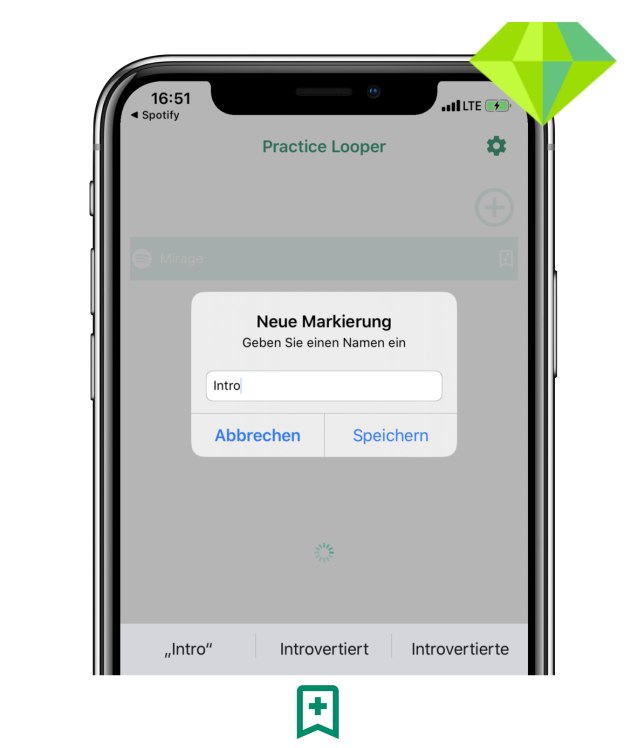 16:51
LTE
◀ Spotify
Practice Looper
Mirage
Neue Markierung
Geben Sie einen Namen ein
Intro
Abbrechen
Speichern
„Intro“
Introvertiert
Introvertierte